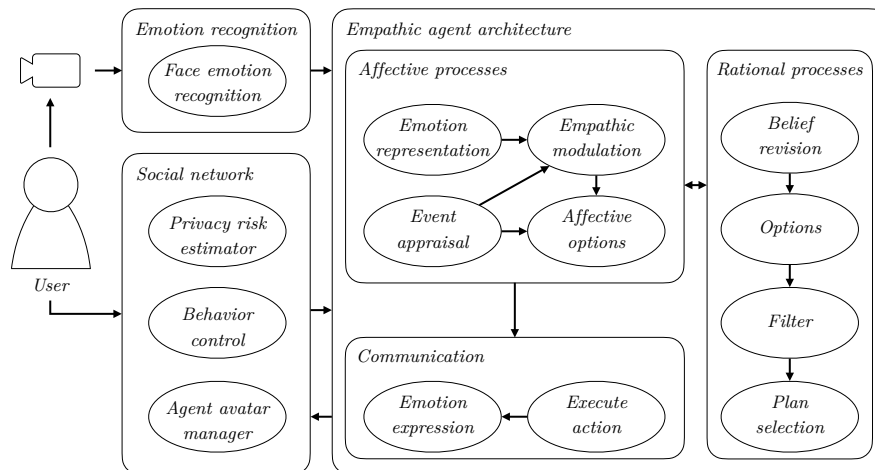 Emotion recognition
Face emotion
recognition
User
Social network
Privacy risk
estimator
Behavior
control
Agent avatar
manager
Empathic agent architecture
Affective processes
Emotion
representation
Empathic
modulation
Event
appraisal
Affective
options
Communication
Emotion
expression
Execute
action
Rational processes
Belief
revision
Options
Filter
Plan
selection